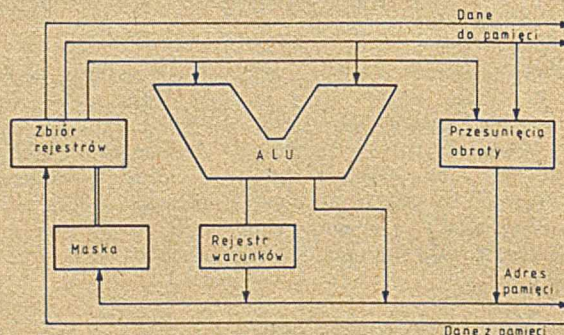 Dane
do pamięci
Zbiór
rejestrów
ALU
Przesunięcia
obroty
Maska
Rejestr
warunków
Adres
pamięci
Dane z pamięci